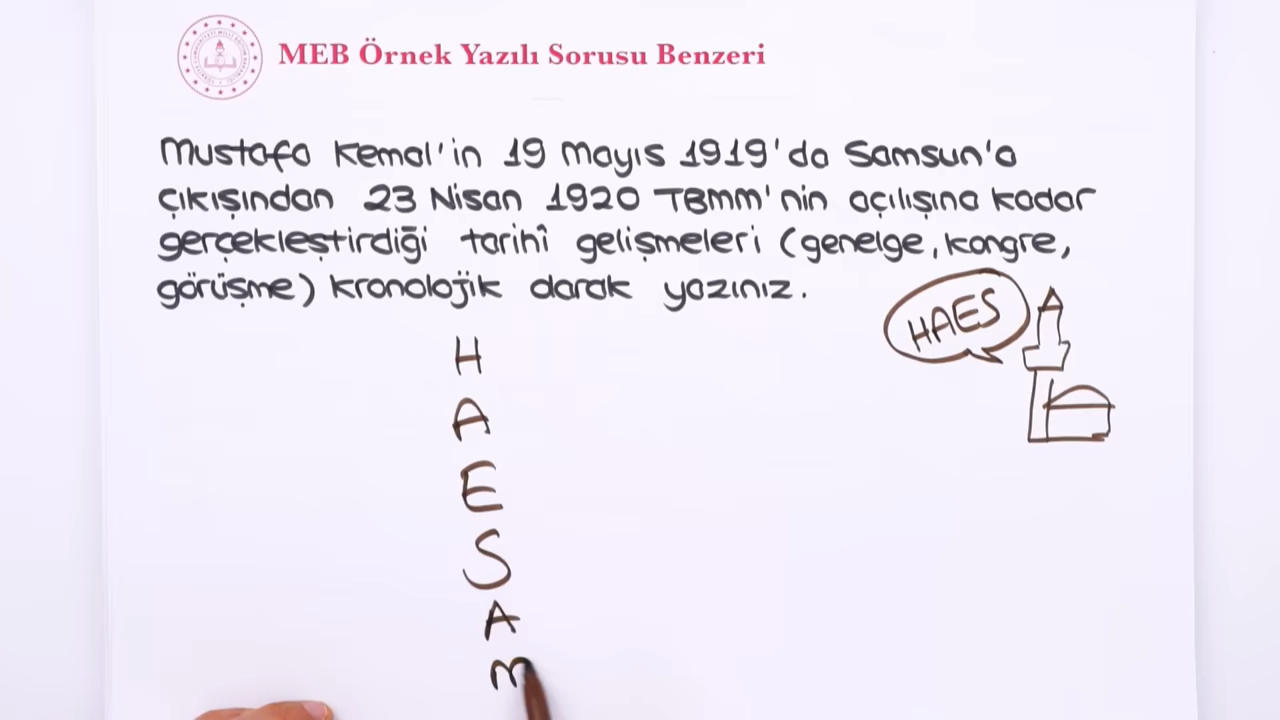 MEB Örnek Yazılı Sorusu Benzeri
Mustafa Kemal'in 19 Mayıs 1919'da Samsun'a
çıkışından 23 Nisan 1920 TBMM'nin açılışına kadar
gerçekleştirdiği tarihî gelişmeleri (genelge, kongre,
görüşme) kronolojik olarak yazınız.
HAES
H
A
E
S
A
M